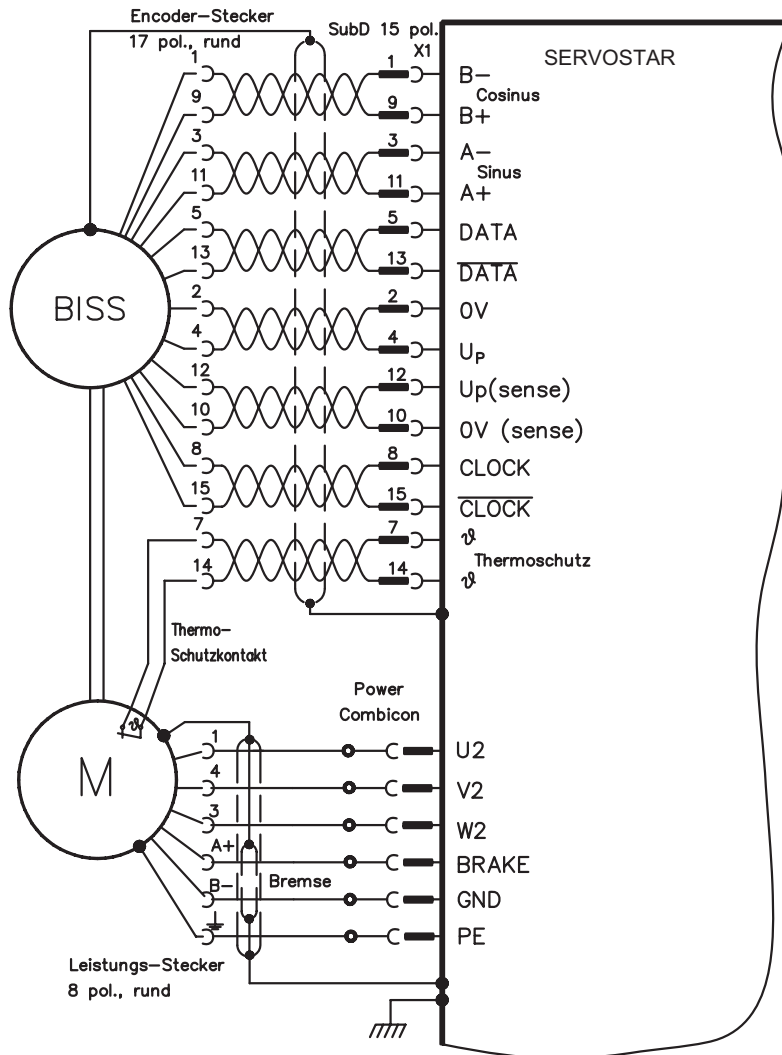 Encoder–Stecker
17 pol., rund
SubD 15 pol.
X1
SERVOSTAR
1 1 B–
Cosinus
9 9 B+
3 3 A–
Sinus
11 11 A+
5 5 DATA
13 13 DATA
BISS
2 2 0V
4 4 UP
12 12 Up(sense)
10 10 0V (sense)
8 8 CLOCK
15 15 CLOCK
7 7 ϑ
Thermoschutz
14 14 ϑ
Thermo–
Schutzkontakt
Power
Combicon
ϑ
M
1 U2
4 V2
3 W2
A+ BRAKE
Bremse
B– GND
PE
Leistungs–Stecker
8 pol., rund